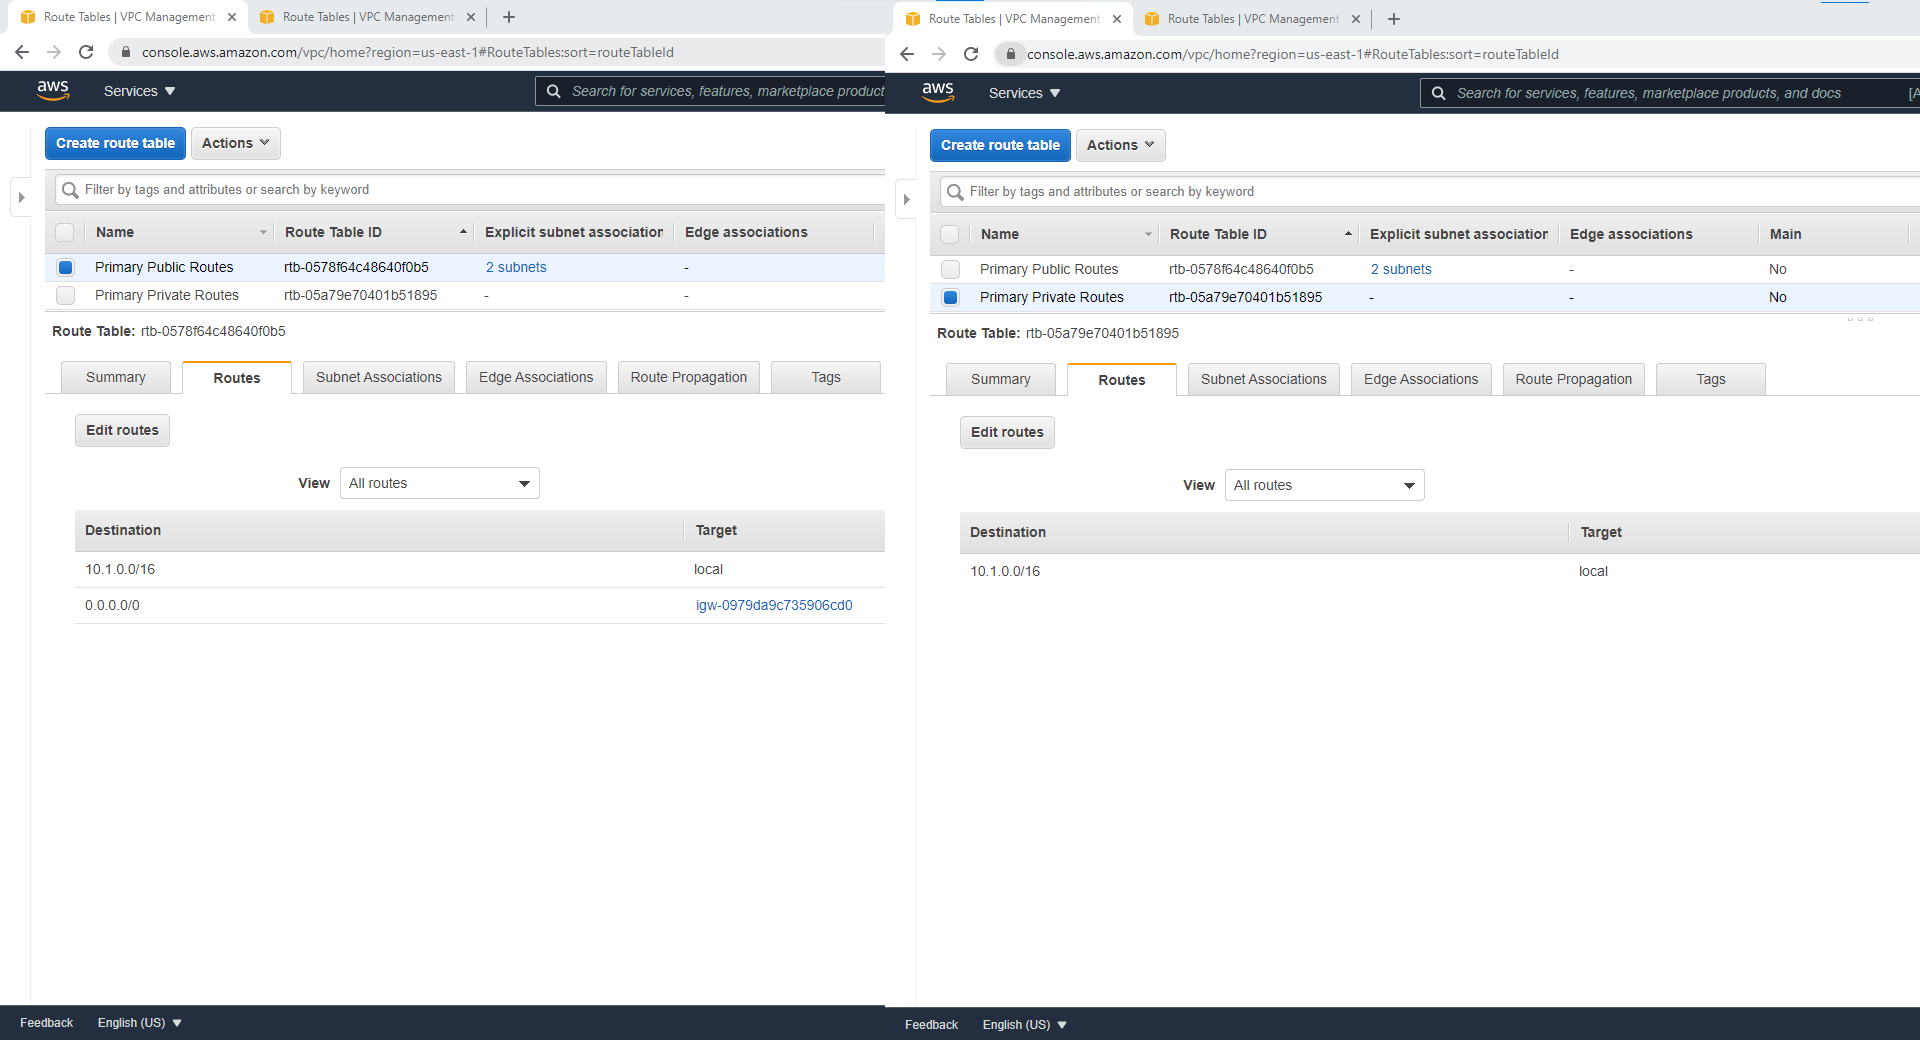 Route Tables | VPC Management
Route Tables | VPC Management
console.aws.amazon.com/vpc/home?region=us-east-1#RouteTables:sort=routeTableId
aws
Services
Search for services, features, marketplace product
Create route table
Actions
Filter by tags and attributes or search by keyword
Name Route Table ID Explicit subnet association Edge associations
Primary Public Routes rtb-0578f64c48640f0b5 2 subnets -
Primary Private Routes rtb-05a79e70401b51895 - -
Route Table: rtb-0578f64c48640f0b5
Summary Routes Subnet Associations Edge Associations Route Propagation Tags
Edit routes
View All routes
Destination Target
10.1.0.0/16 local
0.0.0.0/0 igw-0979da9c735906cd0
Feedback English (US)
Route Tables | VPC Management
Route Tables | VPC Management
console.aws.amazon.com/vpc/home?region=us-east-1#RouteTables:sort=routeTableId
aws
Services
Search for services, features, marketplace products, and docs [A
Create route table
Actions
Filter by tags and attributes or search by keyword
Name Route Table ID Explicit subnet association Edge associations Main
Primary Public Routes rtb-0578f64c48640f0b5 2 subnets - No
Primary Private Routes rtb-05a79e70401b51895 - - No
Route Table: rtb-05a79e70401b51895
Summary Routes Subnet Associations Edge Associations Route Propagation Tags
Edit routes
View All routes
Destination Target
10.1.0.0/16 local
Feedback English (US)